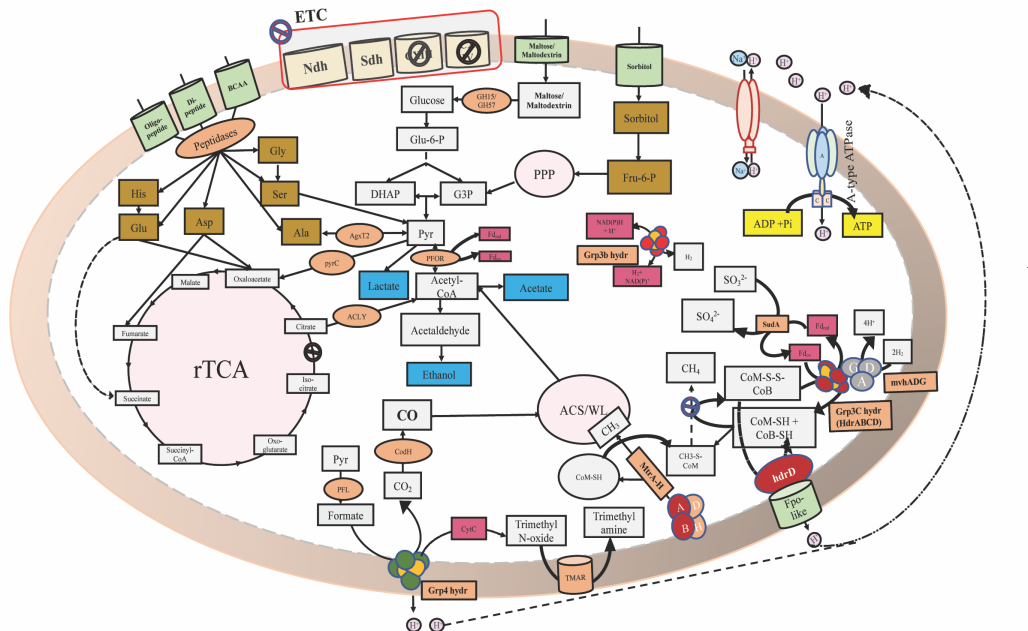 ETC
Ndh
Sdh
Maltose/
Maltodextrin
Sorbitol
BCAA
Di-
peptide
Oligo-
peptide
Peptidases
Glucose
GH15/
GH57
Maltose/
Maltodextrin
Sorbitol
Glu-6-P
Gly
His
Ser
Glu
Asp
Ala
AgxT2
DHAP
G3P
PPP
Fru-6-P
Pyr
pyrC
PFOR
Fdred
Fdox
Lactate
Acetyl-
CoA
Acetate
Acetaldehyde
Ethanol
Malate
Oxaloacetate
Citrate
ACLY
Fumarate
Iso-
citrate
rTCA
Succinate
Succinyl-
CoA
Oxo-
glutarate
NAD(P)H
+ H+
Grp3b hydr
H2+
NAD(P)+
H2
Na+
H+
Na+
H+
H+
H+
H+
H+
H+
A
C
C
A-type ATPase
ADP +Pi
ATP
H+
SO32-
SO42-
SudA
Fdred
Fdox
4H+
2H2
G
D
A
mvhADG
Grp3C hydr
(HdrABCD)
CH4
CoM-S-S-
CoB
CoM-SH +
CoB-SH
CH3-S-
CoM
CoM-SH
ACS/WL
CH3
MtrA-H
A
D
B
H
hdrD
Fpo-
like
H+
CO
CodH
CO2
Pyr
PFL
Formate
CytC
Trimethyl
N-oxide
Trimethyl
amine
TMAR
Grp4 hydr
H+
H+